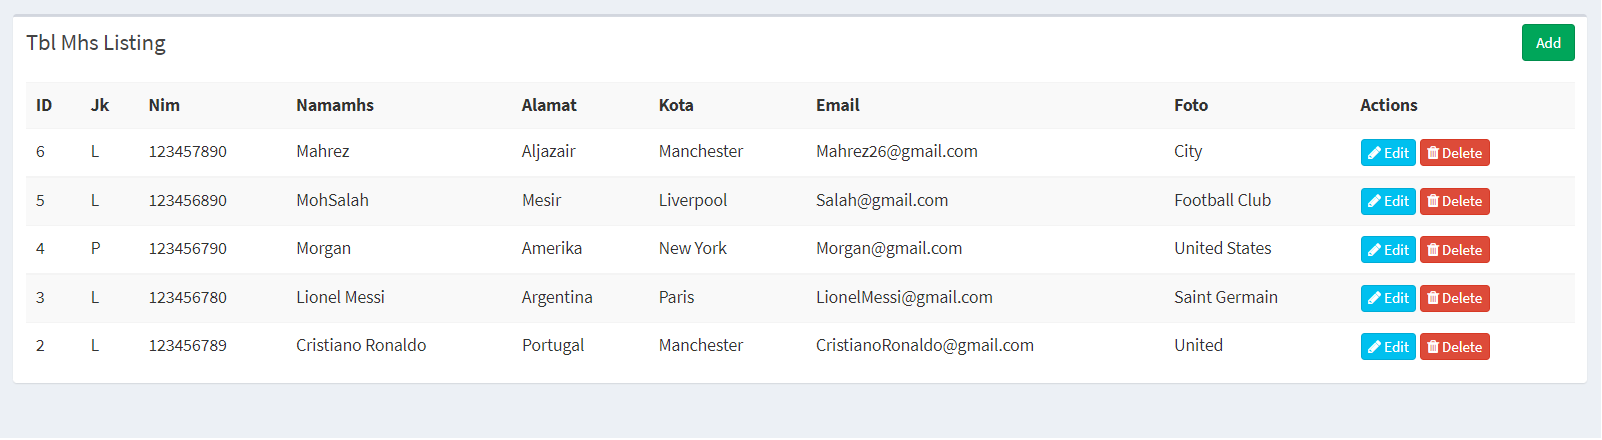 Tbl Mhs Listing Add
ID Jk Nim Namamhs Alamat Kota Email Foto Actions
6 L 123457890 Mahrez Aljazair Manchester Mahrez26@gmail.com City Edit Delete
5 L 123456890 MohSalah Mesir Liverpool Salah@gmail.com Football Club Edit Delete
4 P 123456790 Morgan Amerika New York Morgan@gmail.com United States Edit Delete
3 L 123456780 Lionel Messi Argentina Paris LionelMessi@gmail.com Saint Germain Edit Delete
2 L 123456789 Cristiano Ronaldo Portugal Manchester CristianoRonaldo@gmail.com United Edit Delete